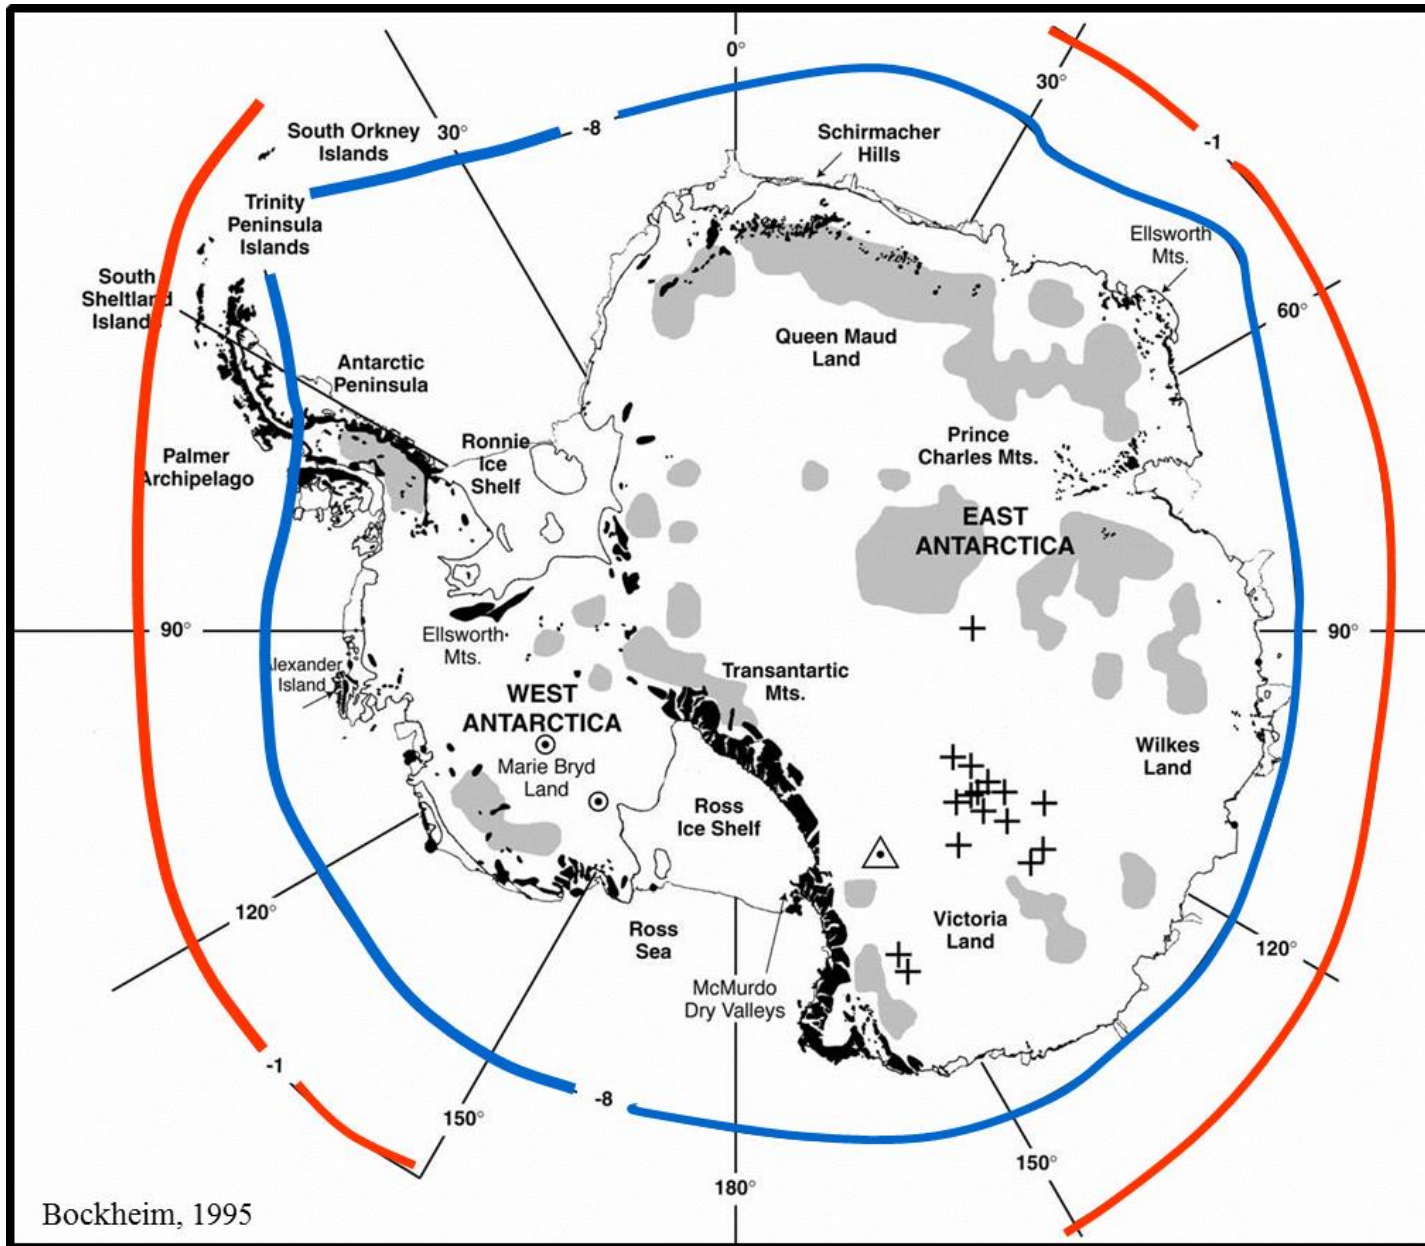 0°
30°
30°
-8
-1
South Orkney
Islands
Schirmacher
Hills
Trinity
Peninsula
Islands
Ellsworth
Mts.
South
Sheltland
Islands
60°
Queen Maud
Land
Antarctic
Peninsula
Prince
Charles Mts.
Ronnie
Ice
Shelf
Palmer
Archipelago
EAST
ANTARCTICA
90°
90°
Ellsworth
Mts.
Alexander
Island
Transantartic
Mts.
WEST
ANTARCTICA
Marie Bryd
Land
Wilkes
Land
Ross
Ice Shelf
120°
Victoria
Land
120°
Ross
Sea
McMurdo
Dry Valleys
-1
-8
150°
150°
180°
Bockheim, 1995